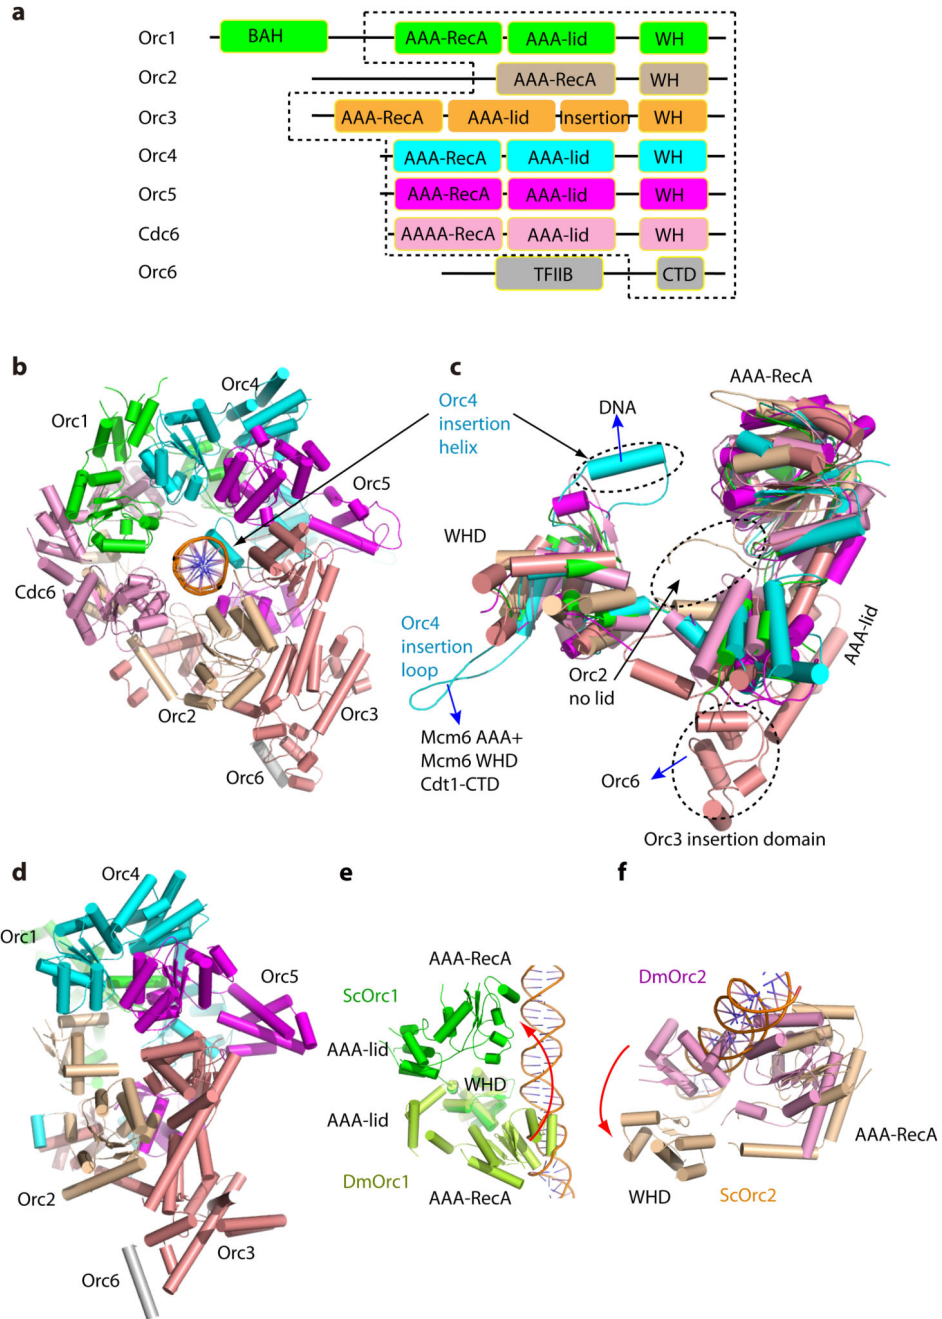 a
Orc1 BAH AAA-RecA AAA-lid WH
Orc2 AAA-RecA WH
Orc3 AAA-RecA AAA-lid Insertion WH
Orc4 AAA-RecA AAA-lid WH
Orc5 AAA-RecA AAA-lid WH
Cdc6 AAAA-RecA AAA-lid WH
Orc6 TFIIB CTD
b
Orc4
Orc1
Orc5
Cdc6
Orc2
Orc3
Orc6
Orc4
insertion
helix
c
AAA-RecA
DNA
WHD
Orc4
insertion
loop
Orc2
no lid
AAA-lid
Mcm6 AAA+
Mcm6 WHD
Cdt1-CTD
Orc6
Orc3 insertion domain
d
Orc4
Orc1
Orc5
Orc2
Orc3
Orc6
e
AAA-RecA
ScOrc1
AAA-lid
WHD
AAA-lid
DmOrc1
AAA-RecA
f
DmOrc2
AAA-RecA
WHD
ScOrc2